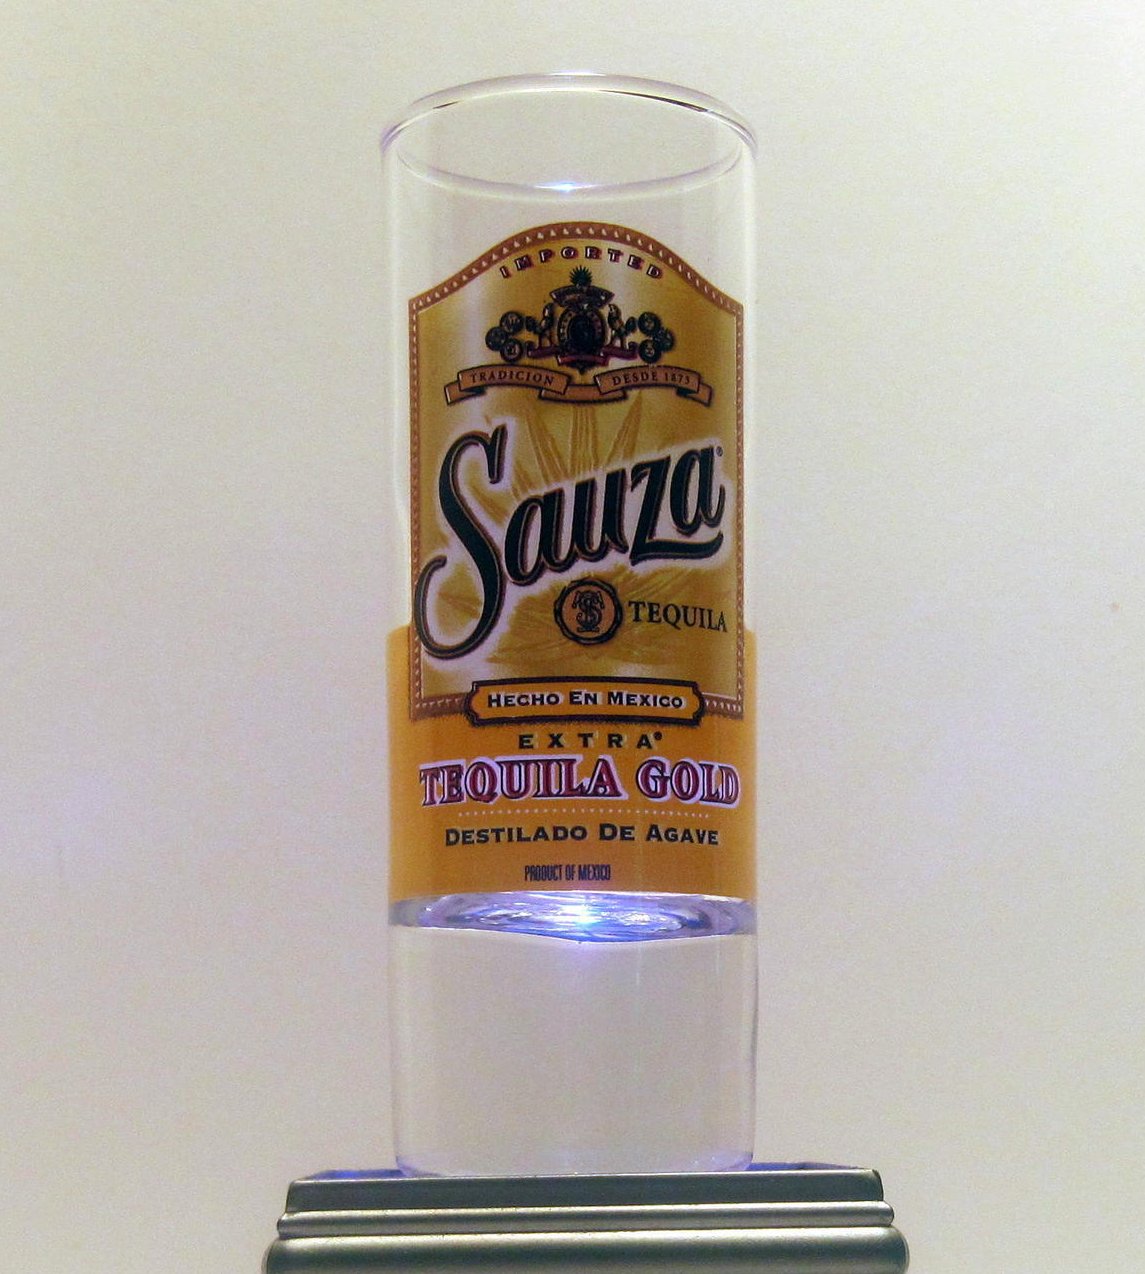 IMPORTED
TRADICION DESDE 1873
Sauza®
TEQUILA
HECHO EN MEXICO
EXTRA®
TEQUILA GOLD
DESTILADO DE AGAVE
PRODUCT OF MEXICO